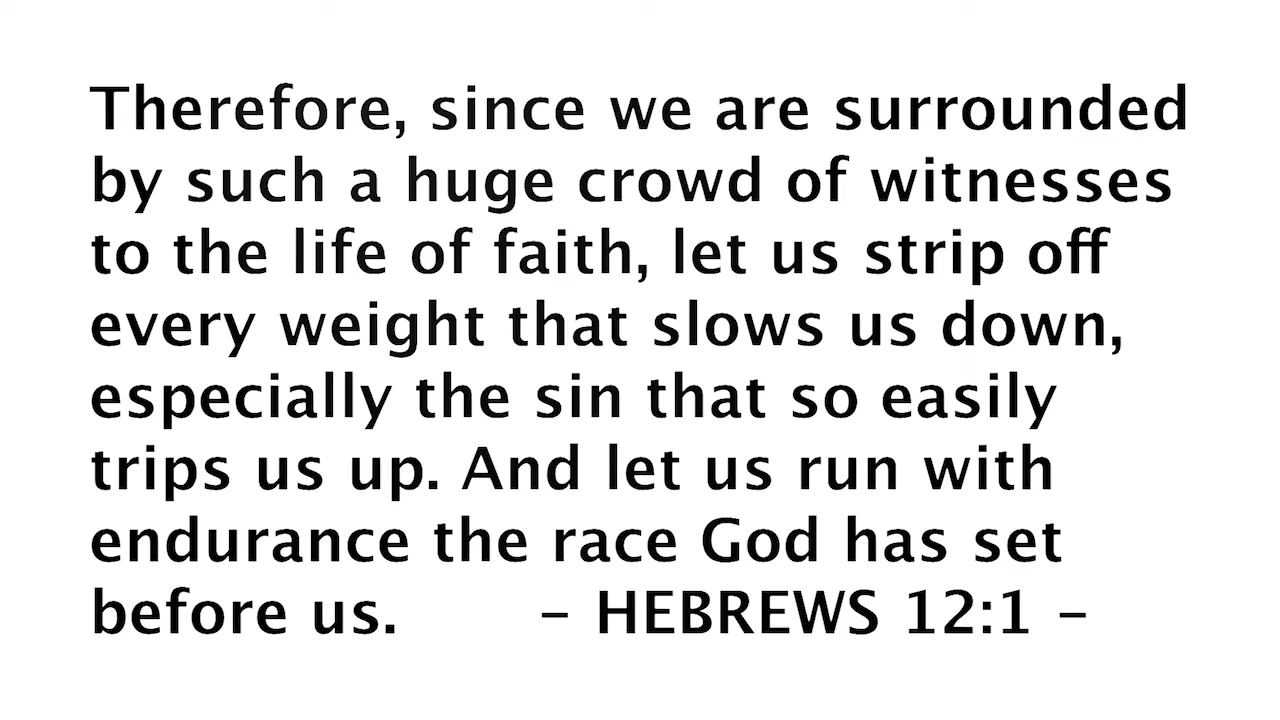 Therefore, since we are surrounded
by such a huge crowd of witnesses
to the life of faith, let us strip off
every weight that slows us down,
especially the sin that so easily
trips us up. And let us run with
endurance the race God has set
before us. – HEBREWS 12:1 –